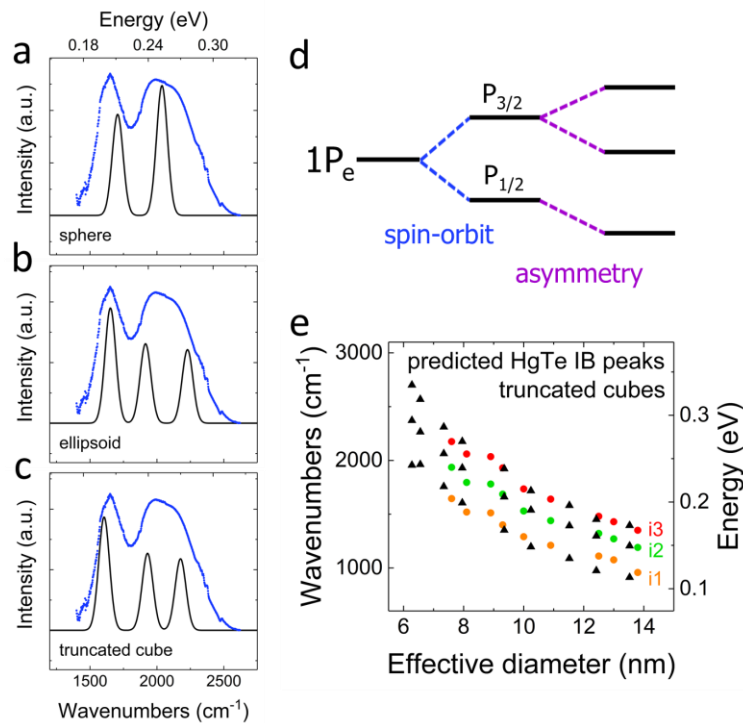 Energy (eV)
0.18 0.24 0.30
a
Intensity (a.u.)
sphere
b
Intensity (a.u.)
ellipsoid
c
Intensity (a.u.)
truncated cube
1500 2000 2500
Wavenumbers (cm⁻¹)
d
1Pₑ
P₃/₂
P₁/₂
spin-orbit
asymmetry
e
predicted HgTe IB peaks
truncated cubes
Wavenumbers (cm⁻¹)
3000
2000
1000
Energy (eV)
0.3
0.2
0.1
i3
i2
i1
6 8 10 12 14
Effective diameter (nm)